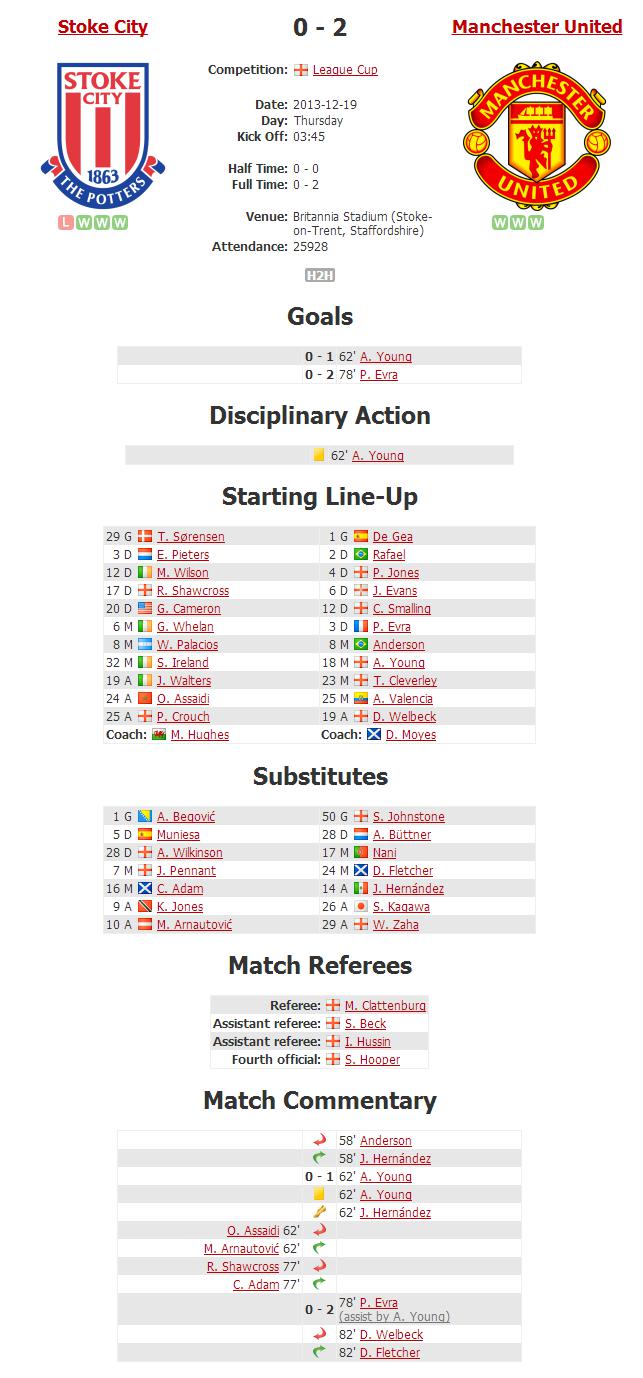 Stoke City 0 - 2 Manchester United
STOKE
CITY
1863
THE POTTERS
MANCHESTER
UNITED
Competition: League Cup
Date: 2013-12-19
Day: Thursday
Kick Off: 03:45
Half Time: 0 - 0
Full Time: 0 - 2
Venue: Britannia Stadium (Stoke-
on-Trent, Staffordshire)
Attendance: 25928
L W W W
W W W
H2H
Goals
0 - 1 62' A. Young
0 - 2 78' P. Evra
Disciplinary Action
62' A. Young
Starting Line-Up
29 G T. Sørensen 1 G De Gea
3 D E. Pieters 2 D Rafael
12 D M. Wilson 4 D P. Jones
17 D R. Shawcross 6 D J. Evans
20 D G. Cameron 12 D C. Smalling
6 M G. Whelan 3 D P. Evra
8 M W. Palacios 8 M Anderson
32 M S. Ireland 18 M A. Young
19 A J. Walters 23 M T. Cleverley
24 A O. Assaidi 25 M A. Valencia
25 A P. Crouch 19 A D. Welbeck
Coach: M. Hughes Coach: D. Moyes
Substitutes
1 G A. Begović 50 G S. Johnstone
5 D Muniesa 28 D A. Büttner
28 D A. Wilkinson 17 M Nani
7 M J. Pennant 24 M D. Fletcher
16 M C. Adam 14 A J. Hernández
9 A K. Jones 26 A S. Kagawa
10 A M. Arnautović 29 A W. Zaha
Match Referees
Referee: M. Clattenburg
Assistant referee: S. Beck
Assistant referee: I. Hussin
Fourth official: S. Hooper
Match Commentary
58' Anderson
58' J. Hernández
0 - 1 62' A. Young
62' A. Young
62' J. Hernández
O. Assaidi 62'
M. Arnautović 62'
R. Shawcross 77'
C. Adam 77'
0 - 2 78' P. Evra
(assist by A. Young)
82' D. Welbeck
82' D. Fletcher